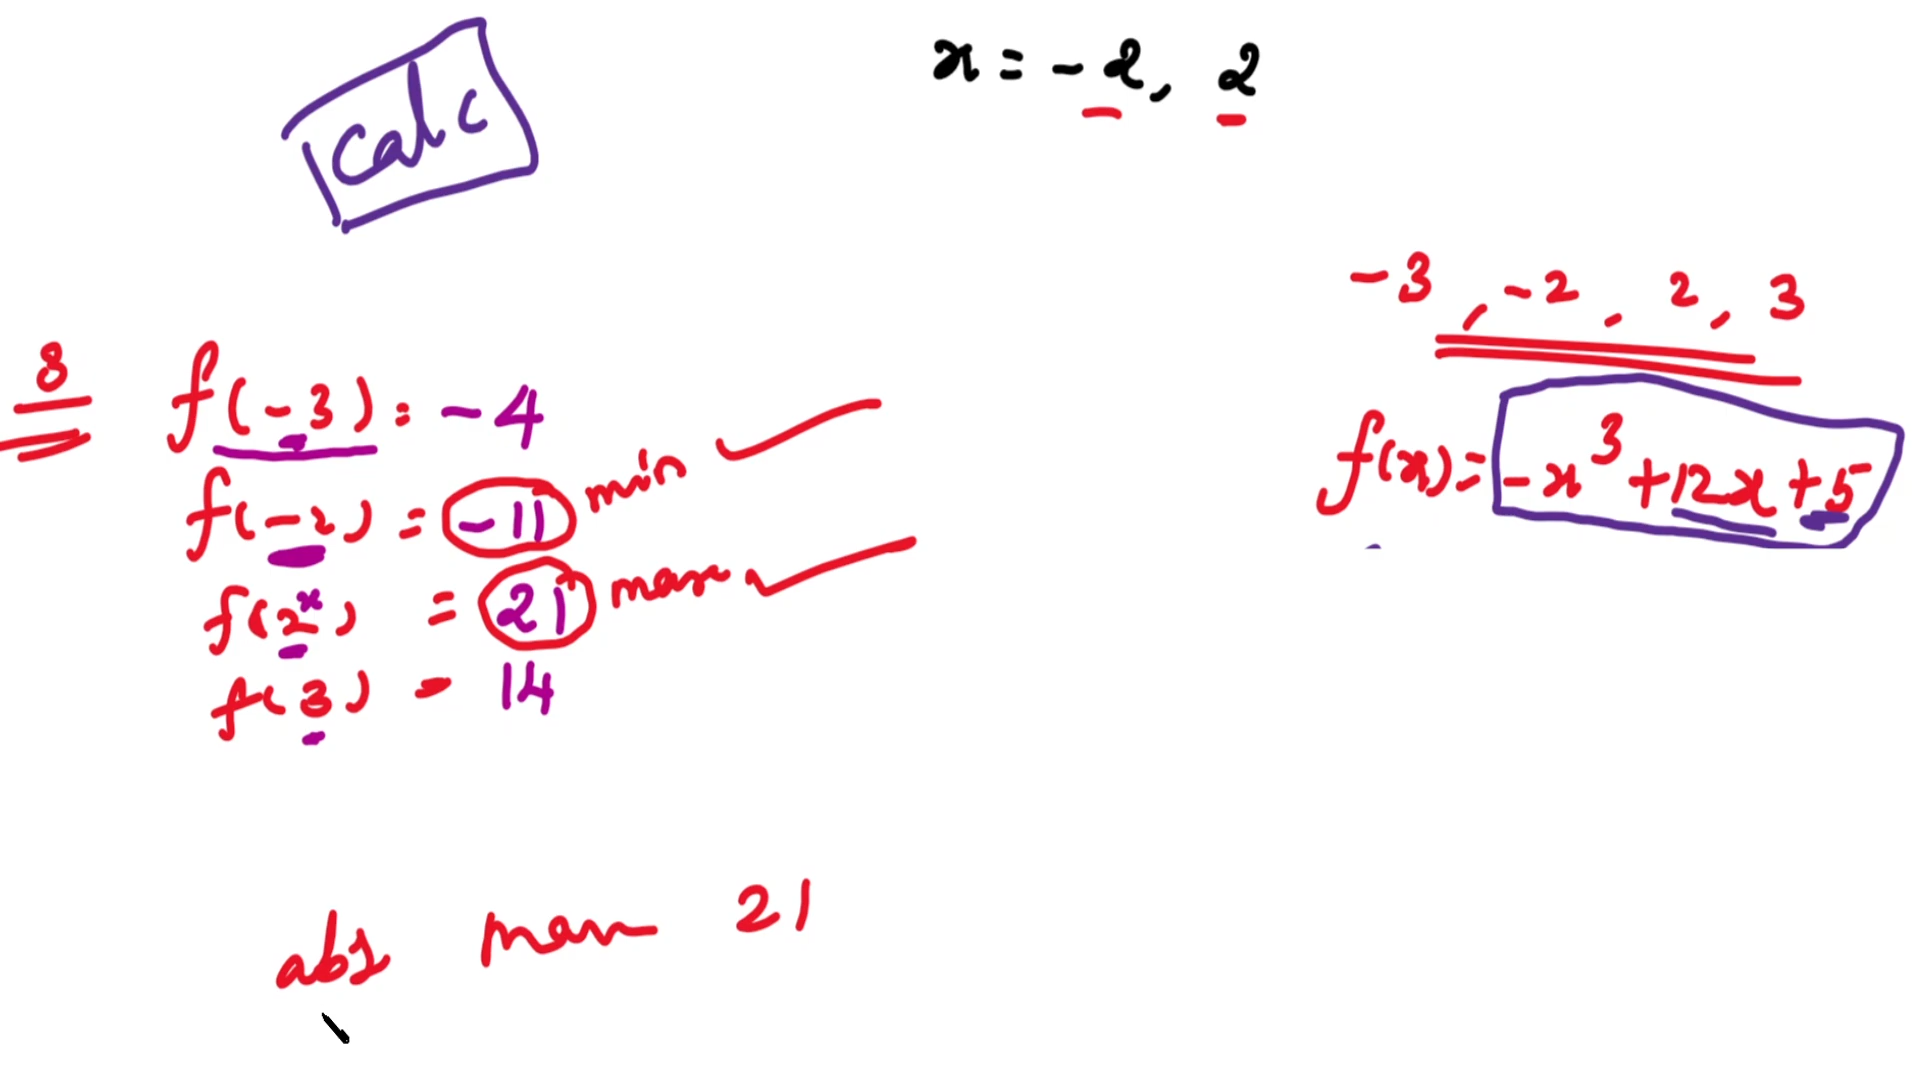 calc
x = -2, 2
-3, -2, 2, 3
f(x) = -x³ + 12x + 5
8
f(-3) = -4
f(-2) = -11 min
f(2) = 21 max
f(3) = 14
abs max 21